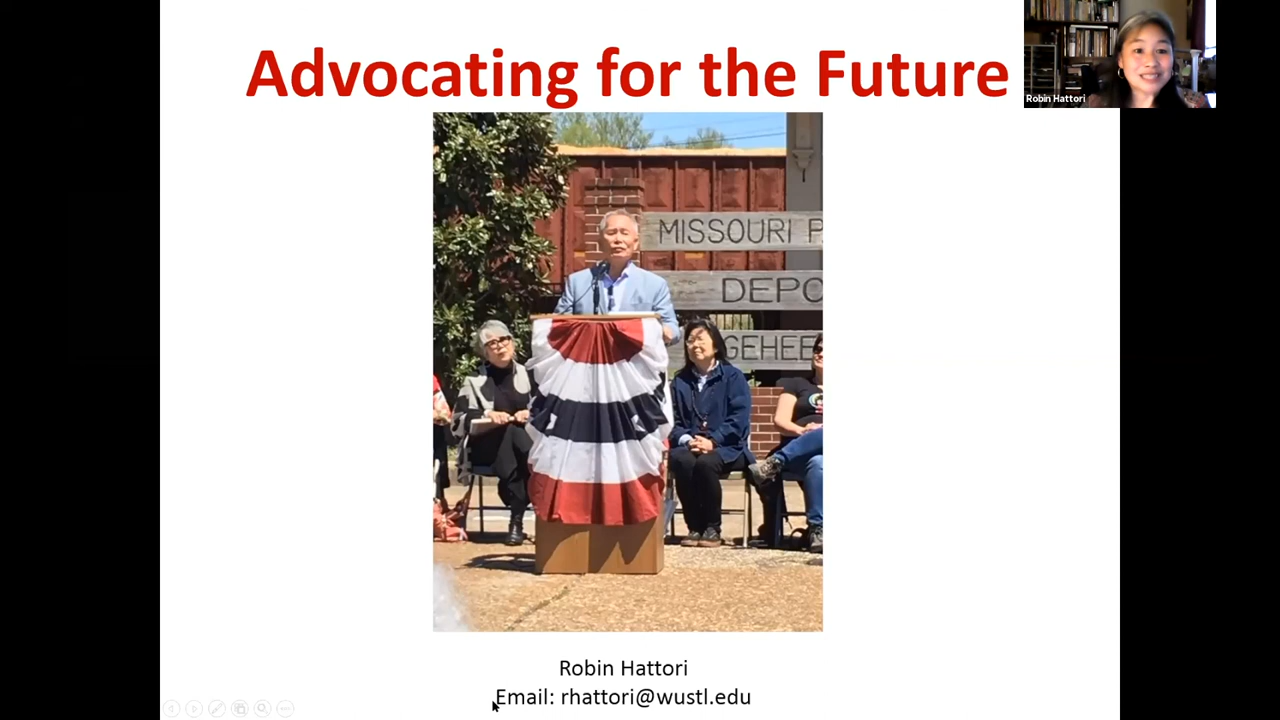 Advocating for the Future
Robin Hattori
MISSOURI P
DEPO
GEHEE
Robin Hattori
Email: rhattori@wustl.edu